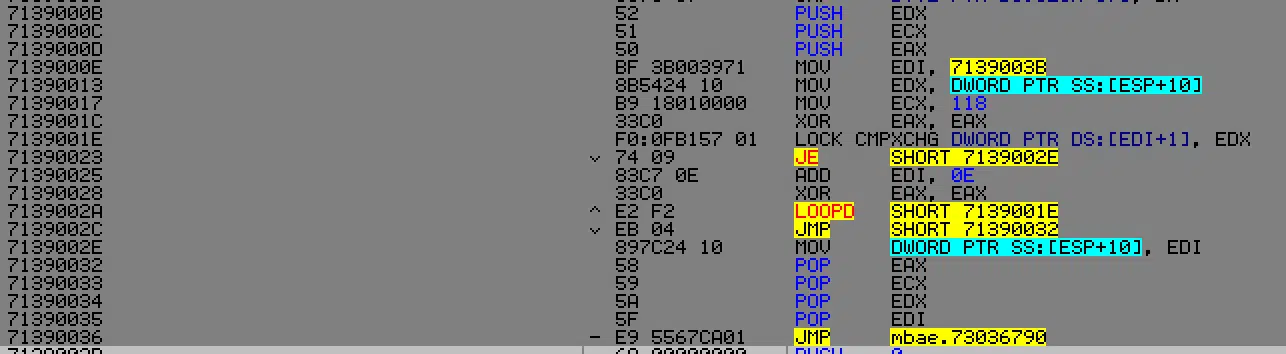 7139000B 52 PUSH EDX
7139000C 51 PUSH ECX
7139000D 50 PUSH EAX
7139000E BF 3B003971 MOV EDI, 7139003B
71390013 8B5424 10 MOV EDX, DWORD PTR SS:[ESP+10]
71390017 B9 18010000 MOV ECX, 118
7139001C 33C0 XOR EAX, EAX
7139001E F0:0FB157 01 LOCK CMPXCHG DWORD PTR DS:[EDI+1], EDX
71390023 74 09 JE SHORT 7139002E
71390025 83C7 0E ADD EDI, 0E
71390028 33C0 XOR EAX, EAX
7139002A ^ E2 F2 LOOPD SHORT 7139001E
7139002C EB 04 JMP SHORT 71390032
7139002E 897C24 10 MOV DWORD PTR SS:[ESP+10], EDI
71390032 58 POP EAX
71390033 59 POP ECX
71390034 5A POP EDX
71390035 5F POP EDI
71390036 - E9 5567CA01 JMP mbae.73036790